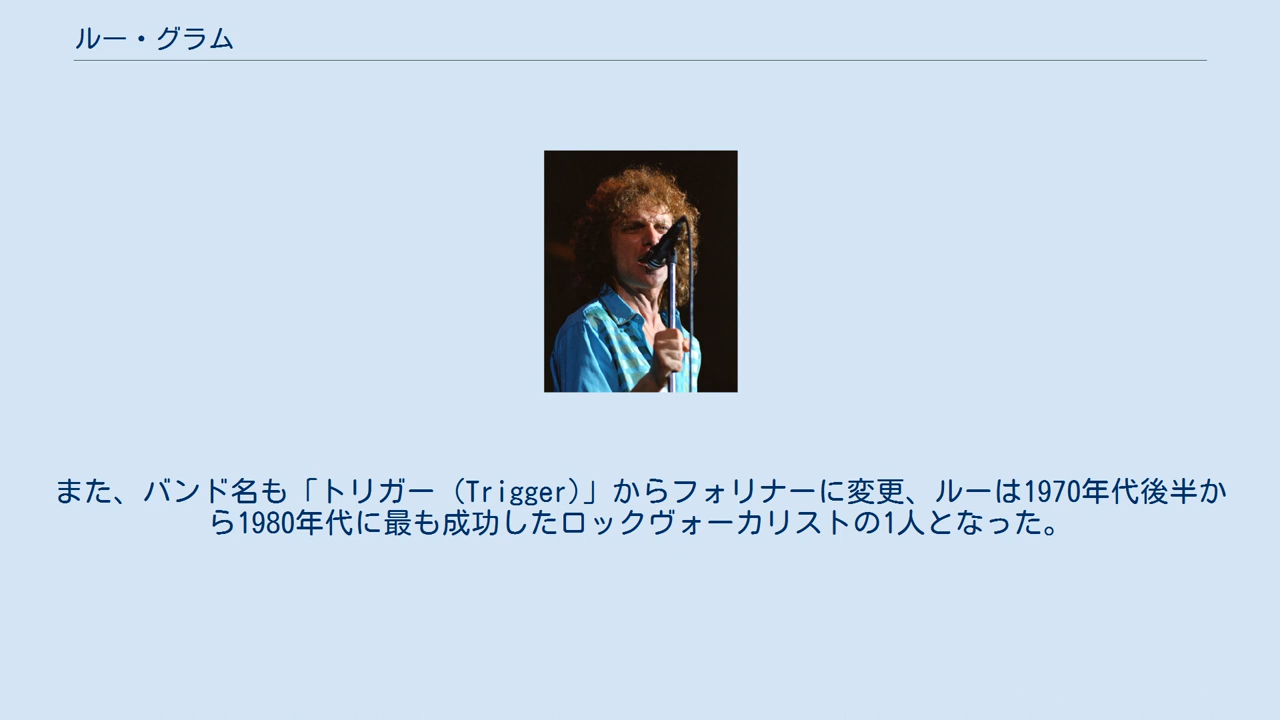 ルー・グラム
また、バンド名も「トリガー（Trigger）」からフォリナーに変更、ルーは1970年代後半か
ら1980年代に最も成功したロックヴォーカリストの1人となった。